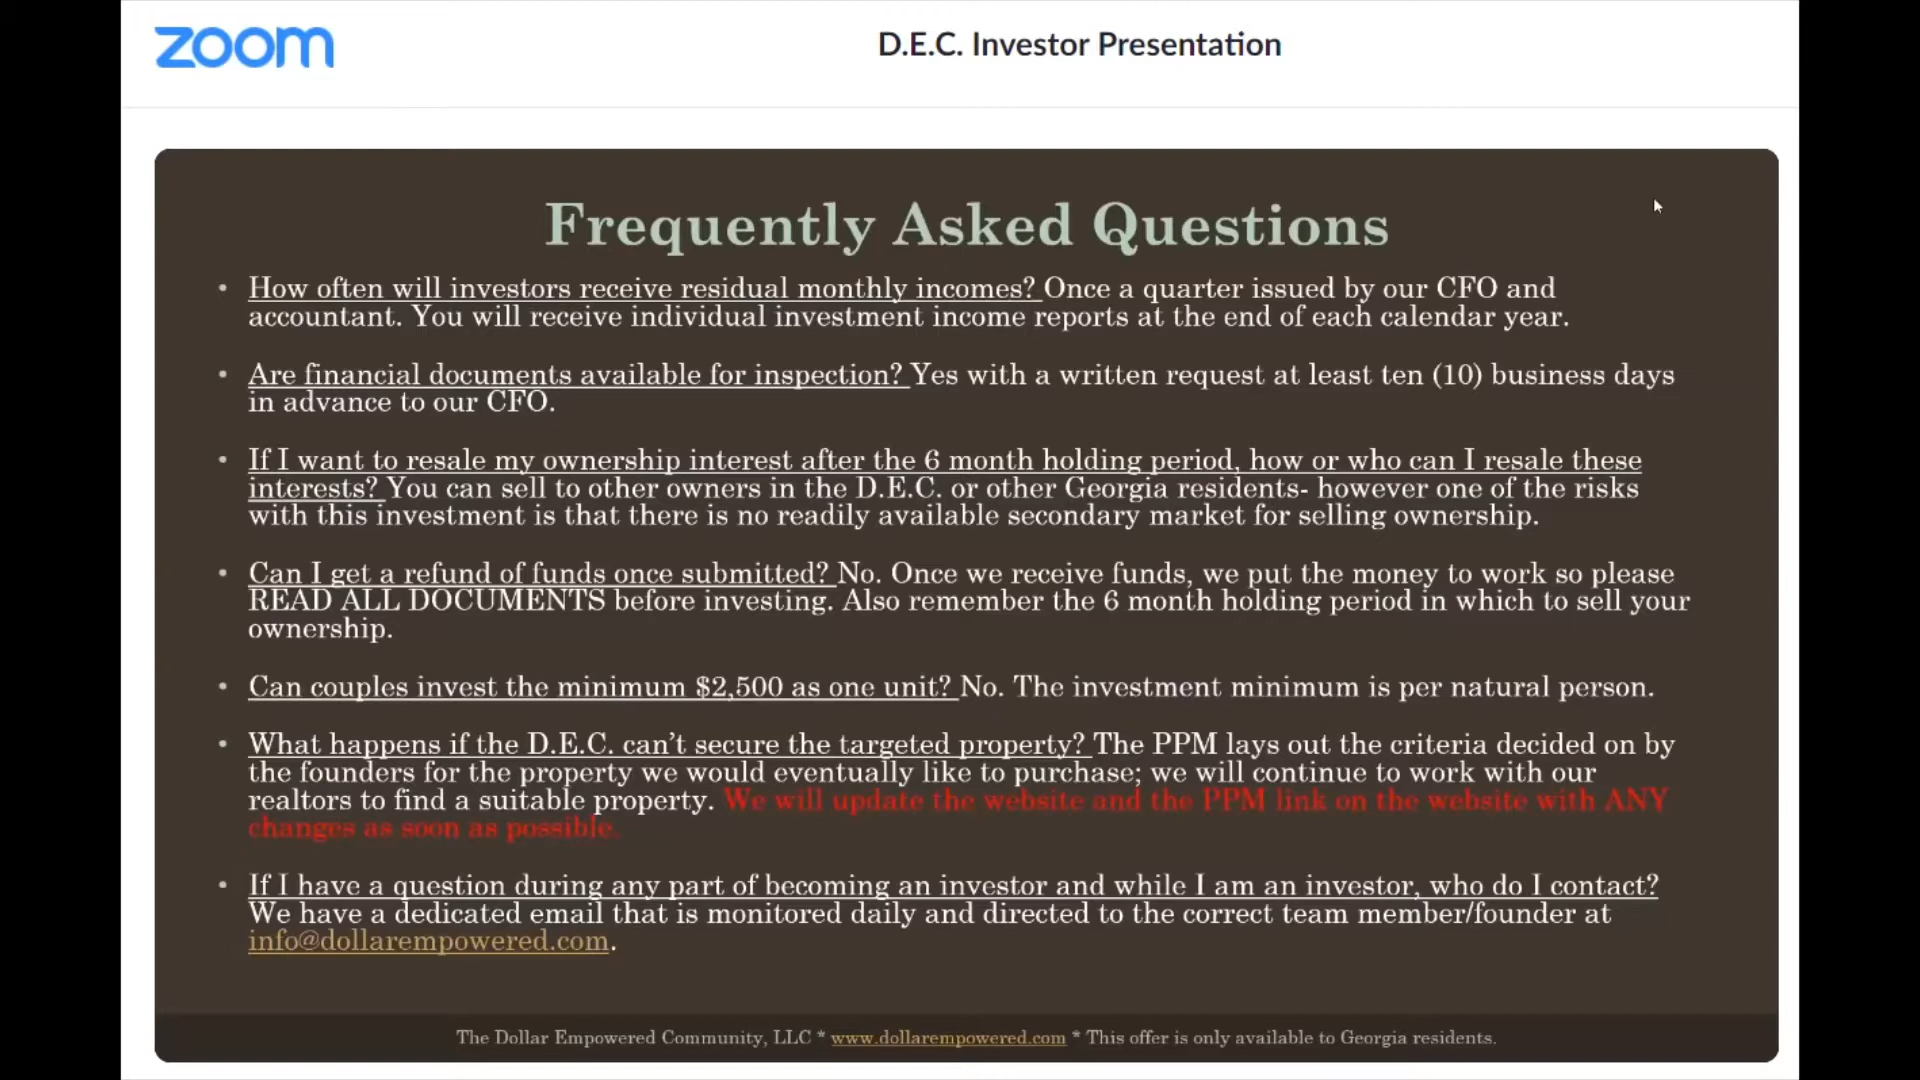 zoom
D.E.C. Investor Presentation
Frequently Asked Questions
• How often will investors receive residual monthly incomes? Once a quarter issued by our CFO and
accountant. You will receive individual investment income reports at the end of each calendar year.
• Are financial documents available for inspection? Yes with a written request at least ten (10) business days
in advance to our CFO.
• If I want to resale my ownership interest after the 6 month holding period, how or who can I resale these
interests? You can sell to other owners in the D.E.C. or other Georgia residents- however one of the risks
with this investment is that there is no readily available secondary market for selling ownership.
• Can I get a refund of funds once submitted? No. Once we receive funds, we put the money to work so please
READ ALL DOCUMENTS before investing. Also remember the 6 month holding period in which to sell your
ownership.
• Can couples invest the minimum $2,500 as one unit? No. The investment minimum is per natural person.
• What happens if the D.E.C. can't secure the targeted property? The PPM lays out the criteria decided on by
the founders for the property we would eventually like to purchase; we will continue to work with our
realtors to find a suitable property. We will update the website and the PPM link on the website with ANY
changes as soon as possible.
• If I have a question during any part of becoming an investor and while I am an investor, who do I contact?
We have a dedicated email that is monitored daily and directed to the correct team member/founder at
info@dollarempowered.com.
The Dollar Empowered Community, LLC * www.dollarempowered.com * This offer is only available to Georgia residents.